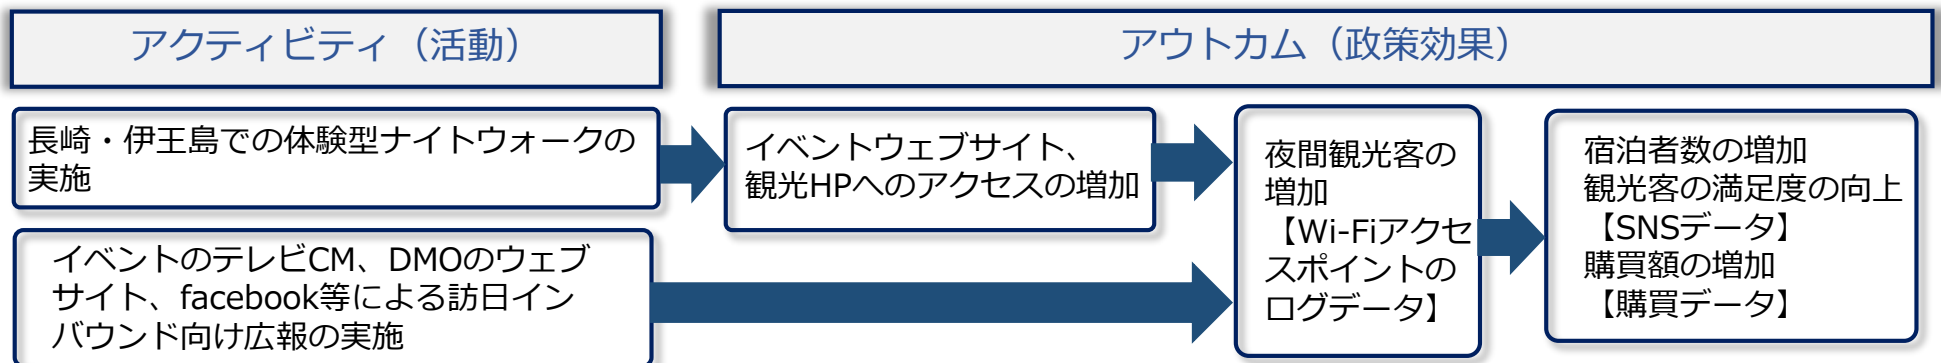 アクティビティ（活動）
アウトカム（政策効果）
長崎・伊王島での体験型ナイトウォークの
実施
イベントウェブサイト、
観光HPへのアクセスの増加
イベントのテレビCM、DMOのウェブ
サイト、facebook等による訪日イン
バウンド向け広報の実施
夜間観光客の
増加
【Wi-Fiアクセ
スポイントの
ログデータ】
宿泊者数の増加
観光客の満足度の向上
【SNSデータ】
購買額の増加
【購買データ】